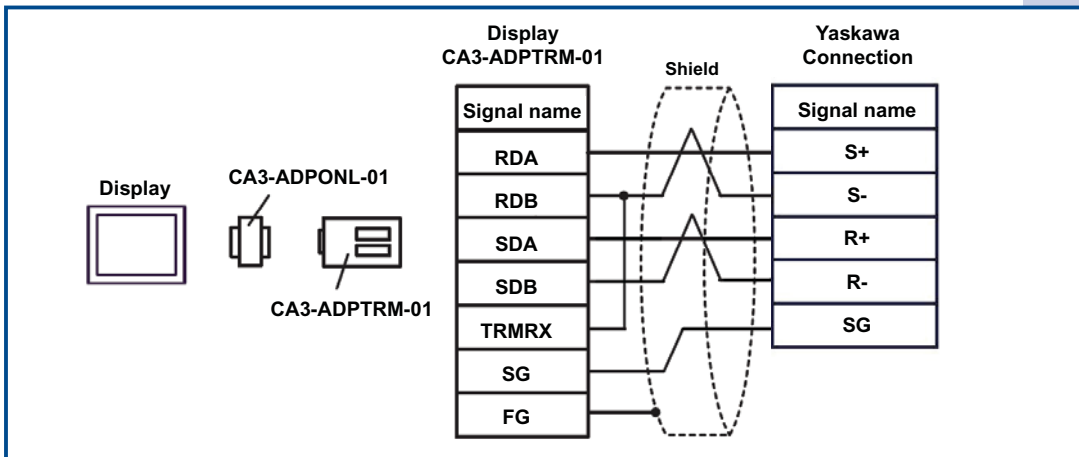 Display
CA3-ADPTRM-01
Yaskawa
Connection
Shield
Signal name
RDA
RDB
SDA
SDB
TRMRX
SG
FG
Signal name
S+
S-
R+
R-
SG
Display
CA3-ADPONL-01
CA3-ADPTRM-01